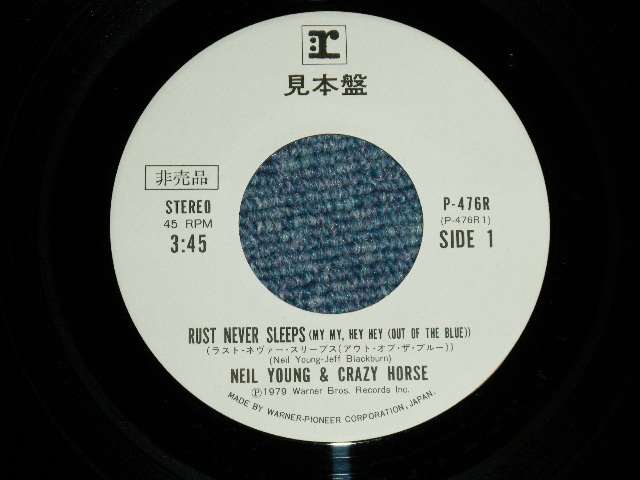 :r
見本盤
非売品
STEREO
45 RPM
3:45
P-476R
(P-476R1)
SIDE 1
RUST NEVER SLEEPS (MY MY, HEY HEY (OUT OF THE BLUE))
(ラスト・ネヴァー・スリープス(アウト・オブ・ザ・ブルー))
(Neil Young-Jeff Blackburn)
NEIL YOUNG & CRAZY HORSE
Ⓟ1979 Warner Bros. Records Inc.
MADE BY WARNER-PIONEER CORPORATION, JAPAN.